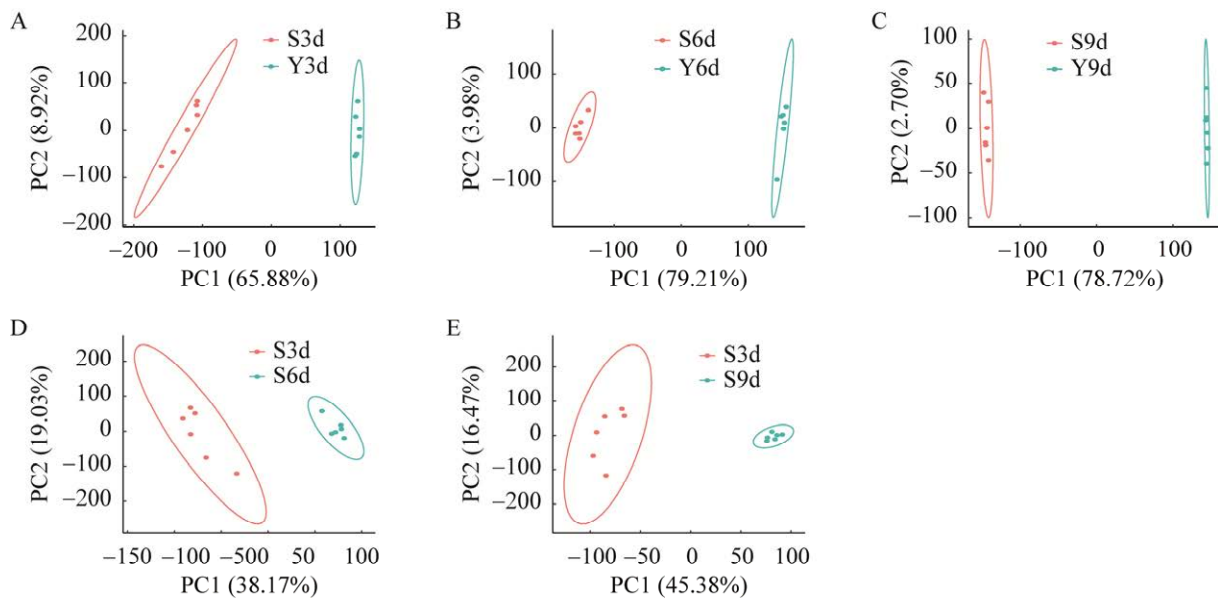 A
S3d
Y3d
200
100
0
−100
−200
PC2 (8.92%)
−200 −100 0 100
PC1 (65.88%)
B
S6d
Y6d
100
0
−100
PC2 (3.98%)
−100 0 100
PC1 (79.21%)
C
S9d
Y9d
100
50
0
−50
−100
PC2 (2.70%)
−100 0 100
PC1 (78.72%)
D
S3d
S6d
200
100
0
−100
−200
PC2 (19.03%)
−150 −100 −500 0 50 100
PC1 (38.17%)
E
S3d
S9d
200
100
0
−100
−200
PC2 (16.47%)
−100 −50 0 50 100
PC1 (45.38%)